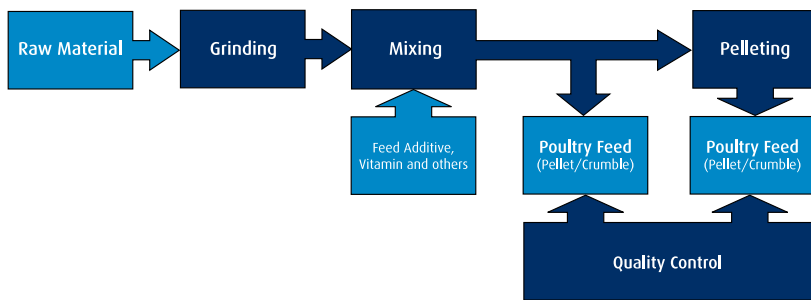 Raw Material
Grinding
Mixing
Pelleting
Feed Additive,
Vitamin and others
Poultry Feed
(Pellet/Crumble)
Poultry Feed
(Pellet/Crumble)
Quality Control